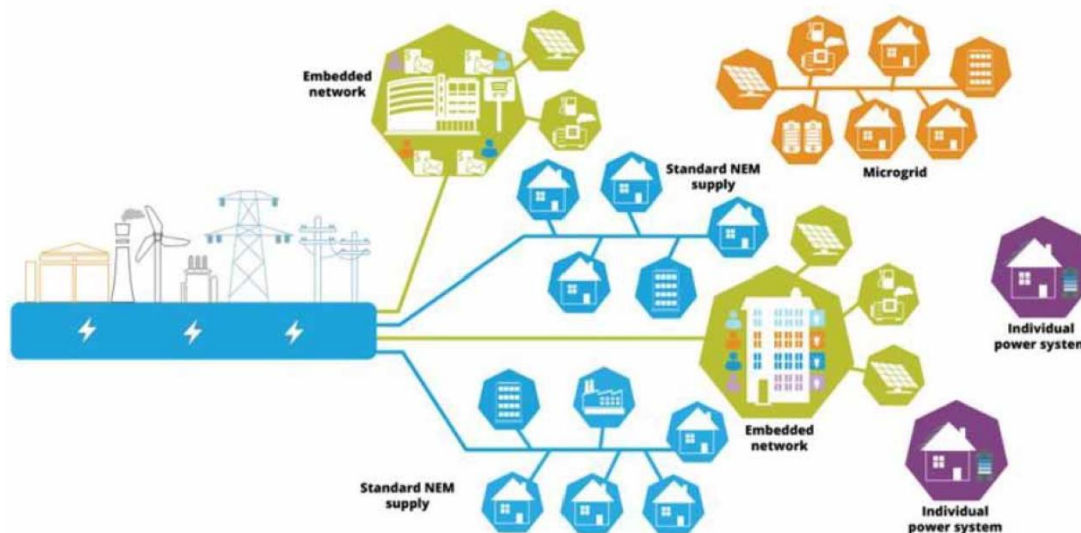 Embedded
network
Standard NEM
supply
Microgrid
Individual
power system
Embedded
network
Standard NEM
supply
Individual
power system